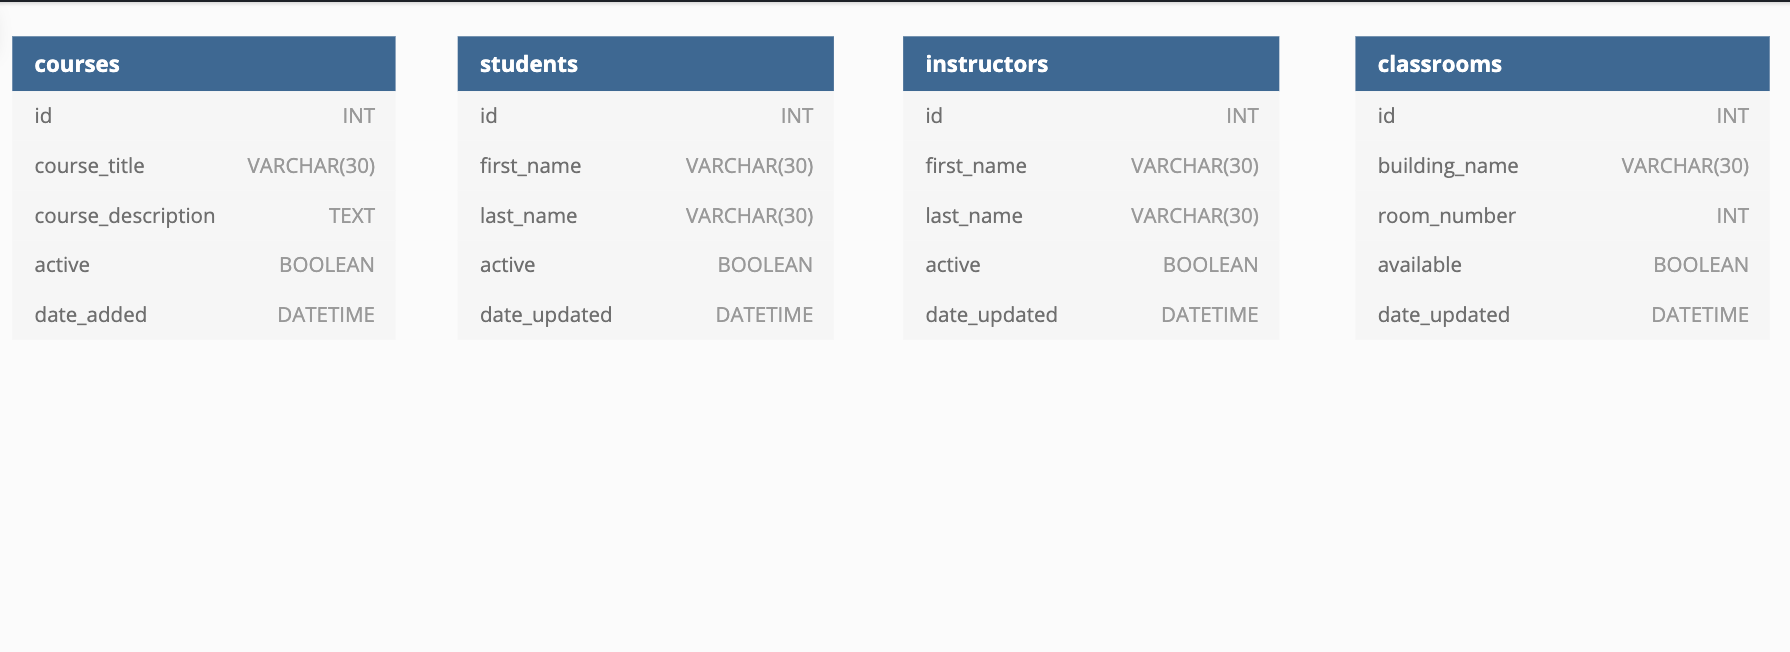 courses
id INT
course_title VARCHAR(30)
course_description TEXT
active BOOLEAN
date_added DATETIME
students
id INT
first_name VARCHAR(30)
last_name VARCHAR(30)
active BOOLEAN
date_updated DATETIME
instructors
id INT
first_name VARCHAR(30)
last_name VARCHAR(30)
active BOOLEAN
date_updated DATETIME
classrooms
id INT
building_name VARCHAR(30)
room_number INT
available BOOLEAN
date_updated DATETIME